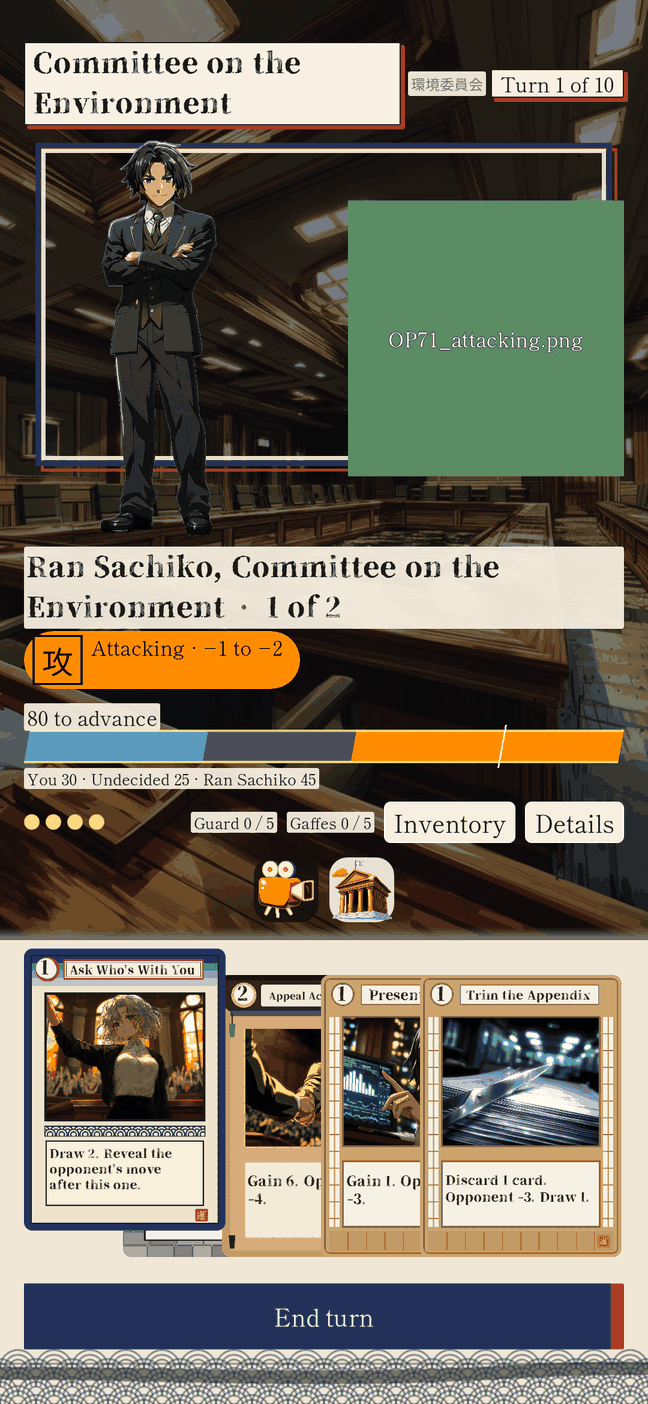 Committee on the
Environment
環境委員会
Turn 1 of 10
OP71_attacking.png
Ran Sachiko, Committee on the
Environment · 1 of 2
攻
Attacking · −1 to −2
80 to advance
You 30 · Undecided 25 · Ran Sachiko 45
Guard 0 / 5
Gaffes 0 / 5
Inventory
Details
1
Ask Who's With You
Draw 2. Reveal the
opponent's move
after this one.
2
Appeal Ac
Gain 6. Op
-4.
1
Presen
Gain 1. Op
-3.
1
Trim the Appendix
Discard 1 card.
Opponent -3. Draw 1.
End turn